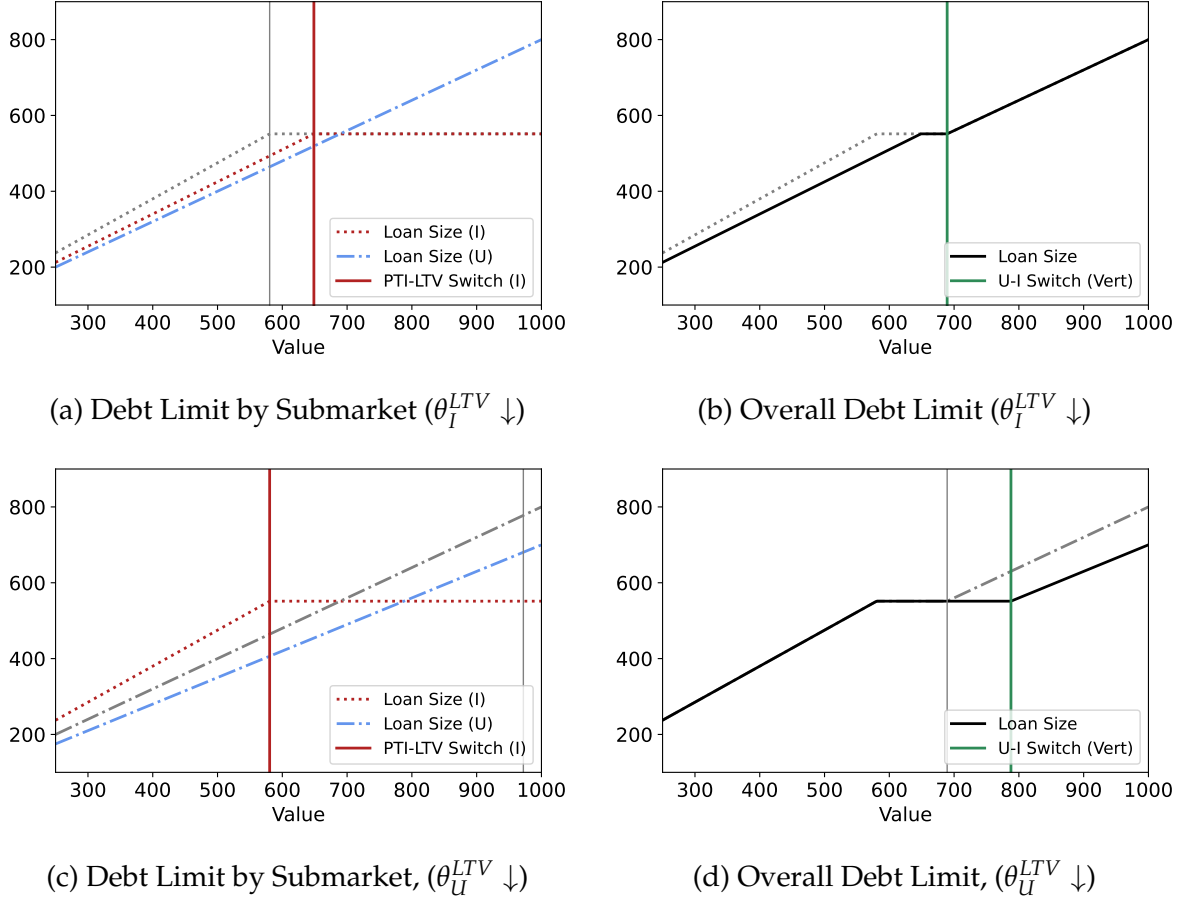 800
600
400
200
Loan Size (I)
Loan Size (U)
PTI-LTV Switch (I)
300 400 500 600 700 800 900 1000
Value
(a) Debt Limit by Submarket (θ_I^{LTV} ↓)
800
600
400
200
Loan Size
U-I Switch (Vert)
300 400 500 600 700 800 900 1000
Value
(b) Overall Debt Limit (θ_I^{LTV} ↓)
800
600
400
200
Loan Size (I)
Loan Size (U)
PTI-LTV Switch (I)
300 400 500 600 700 800 900 1000
Value
(c) Debt Limit by Submarket, (θ_U^{LTV} ↓)
800
600
400
200
Loan Size
U-I Switch (Vert)
300 400 500 600 700 800 900 1000
Value
(d) Overall Debt Limit, (θ_U^{LTV} ↓)